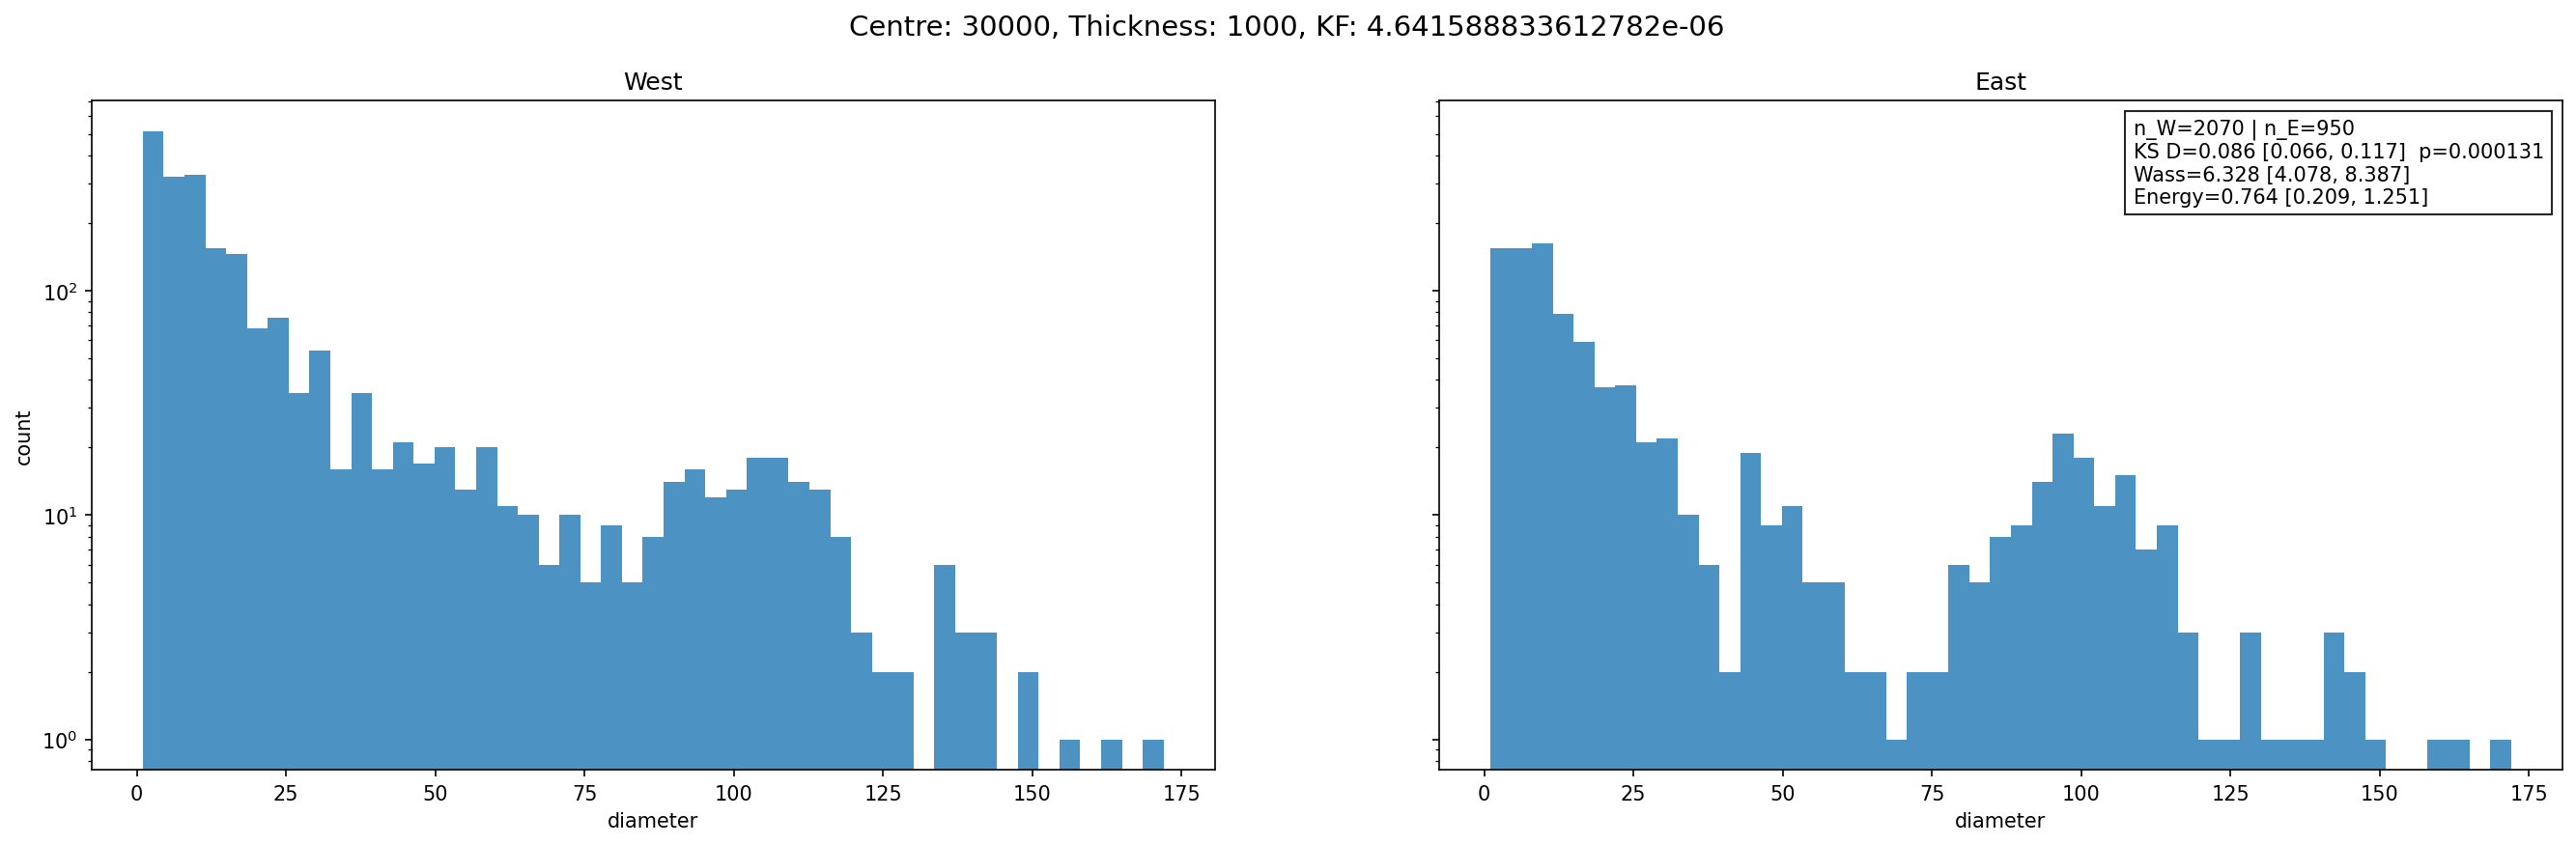 Centre: 30000, Thickness: 1000, KF: 4.641588833612782e-06
West
count
10²
10¹
10⁰
0 25 50 75 100 125 150 175
diameter
East
n_W=2070 | n_E=950
KS D=0.086 [0.066, 0.117]  p=0.000131
Wass=6.328 [4.078, 8.387]
Energy=0.764 [0.209, 1.251]
0 25 50 75 100 125 150 175
diameter